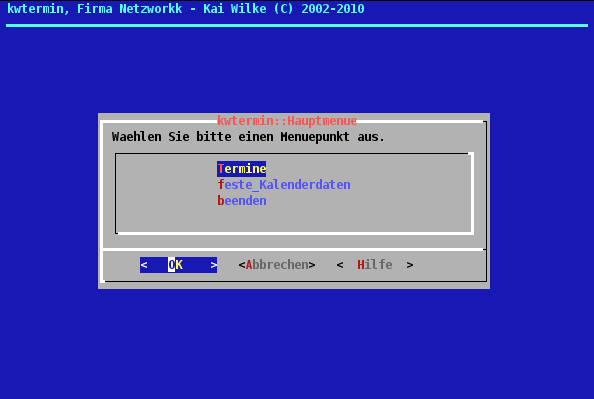 kwtermin, Firma Netzworkk - Kai Wilke (C) 2002-2010
kwtermin::Hauptmenue
Waehlen Sie bitte einen Menuepunkt aus.
Termine
feste_Kalenderdaten
beenden
< OK > <Abbrechen> < Hilfe >